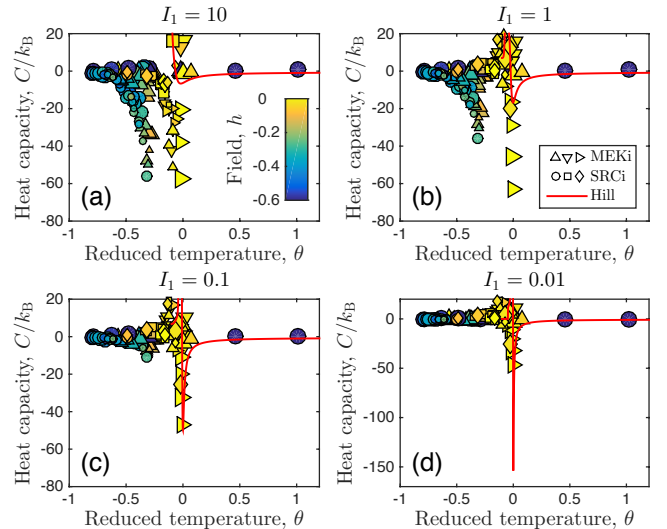 I₁ = 10
I₁ = 1
Heat capacity, C/k_B
20
0
-20
-40
-60
80
Field, h
0
-0.2
-0.4
-0.6
(a)
-1
-0.5
0
0.5
1
Reduced temperature, θ
Heat capacity, C/k_B
20
0
-20
-40
-60
80
MEKi
SRCi
Hill
(b)
-1
-0.5
0
0.5
1
Reduced temperature, θ
I₁ = 0.1
I₁ = 0.01
Heat capacity, C/k_B
20
0
-20
-40
-60
-80
(c)
-1
-0.5
0
0.5
1
Reduced temperature, θ
Heat capacity, C/k_B
0
-50
-100
-150
(d)
-1
-0.5
0
0.5
1
Reduced temperature, θ